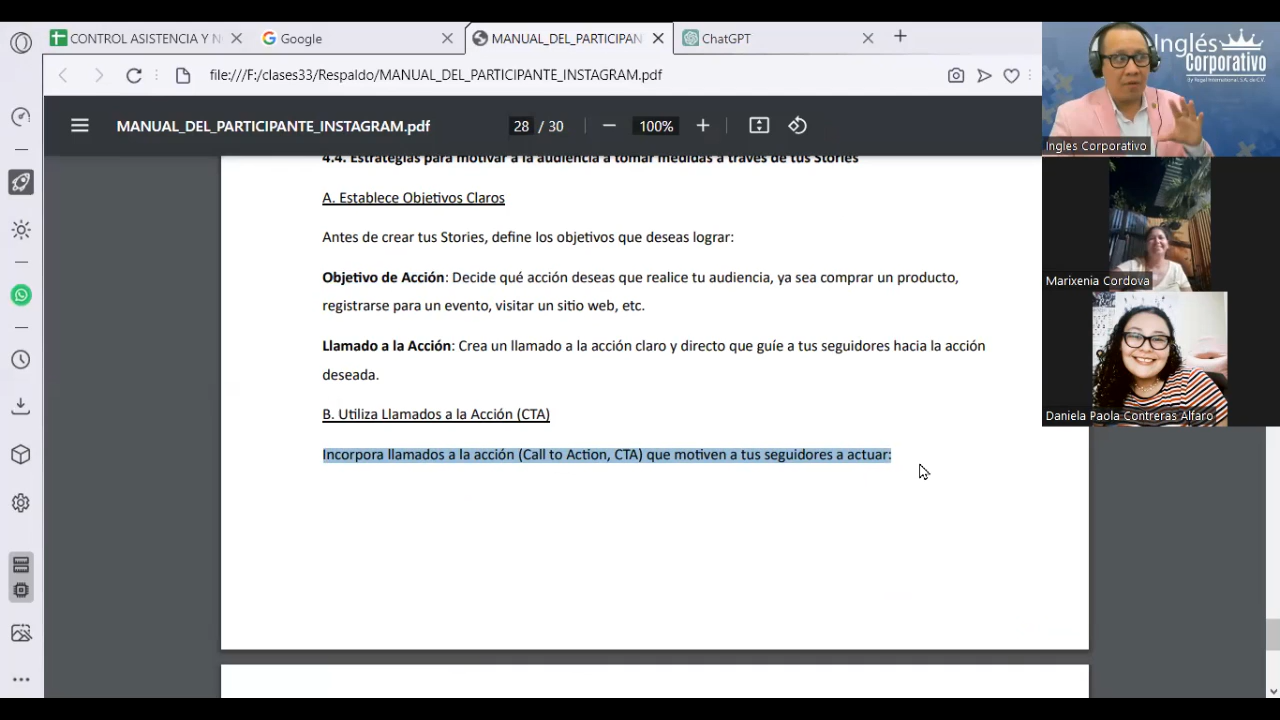 CONTROL ASISTENCIA Y N
Google
MANUAL_DEL_PARTICIPAN
ChatGPT
file:///F:/clases33/Respaldo/MANUAL_DEL_PARTICIPANTE_INSTAGRAM.pdf
MANUAL_DEL_PARTICIPANTE_INSTAGRAM.pdf
28 / 30
100%
4.4. Estrategias para motivar a la audiencia a tomar medidas a través de tus Stories
A. Establece Objetivos Claros
Antes de crear tus Stories, define los objetivos que deseas lograr:
Objetivo de Acción: Decide qué acción deseas que realice tu audiencia, ya sea comprar un producto,
registrarse para un evento, visitar un sitio web, etc.
Llamado a la Acción: Crea un llamado a la acción claro y directo que guíe a tus seguidores hacia la acción
deseada.
B. Utiliza Llamados a la Acción (CTA)
Incorpora llamados a la acción (Call to Action, CTA) que motiven a tus seguidores a actuar:
Inglés
Corporativo
By Regal International, S.A. de C.V.
Ingles Corporativo
Marixenia Cordova
Daniela Paola Contreras Alfaro